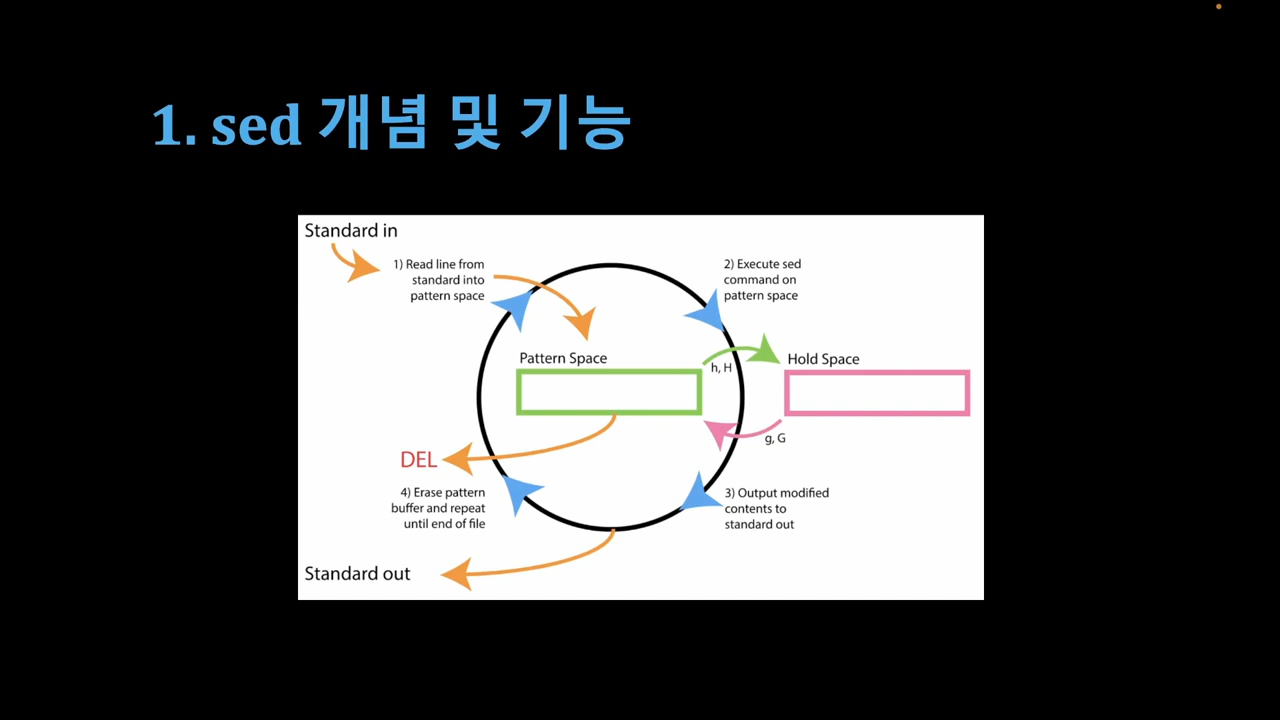 1. sed 개념 및 기능
Standard in
1) Read line from
standard into
pattern space
2) Execute sed
command on
pattern space
Pattern Space
h, H
Hold Space
g, G
DEL
4) Erase pattern
buffer and repeat
until end of file
3) Output modified
contents to
standard out
Standard out